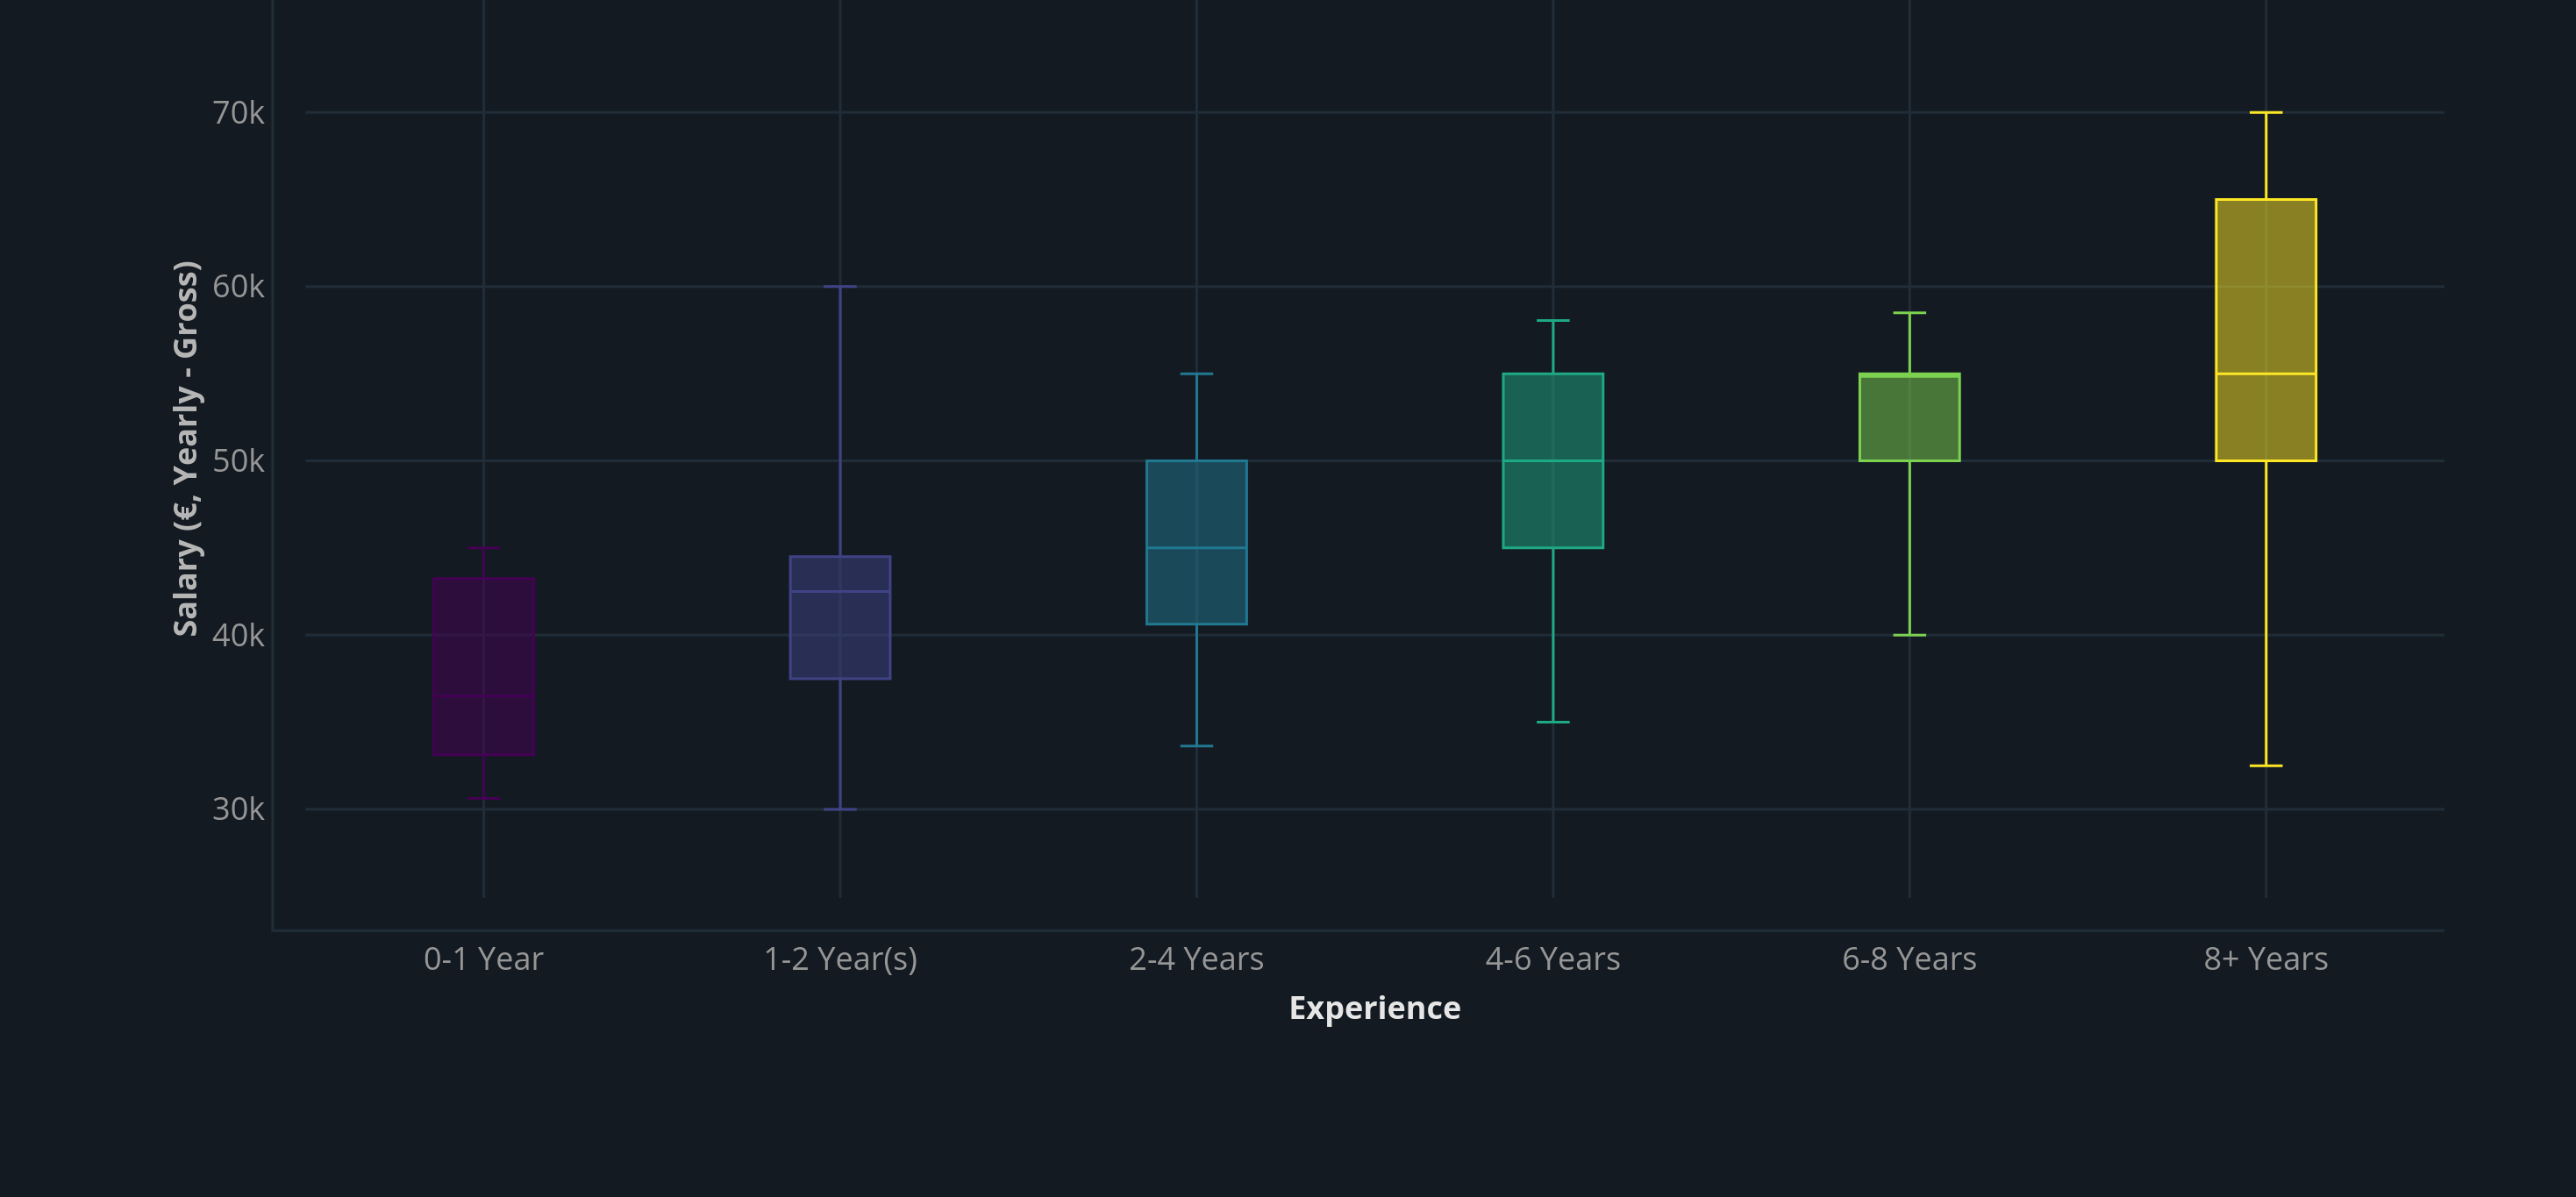 70k
60k
50k
40k
30k
Salary (€, Yearly - Gross)
0-1 Year
1-2 Year(s)
2-4 Years
4-6 Years
6-8 Years
8+ Years
Experience